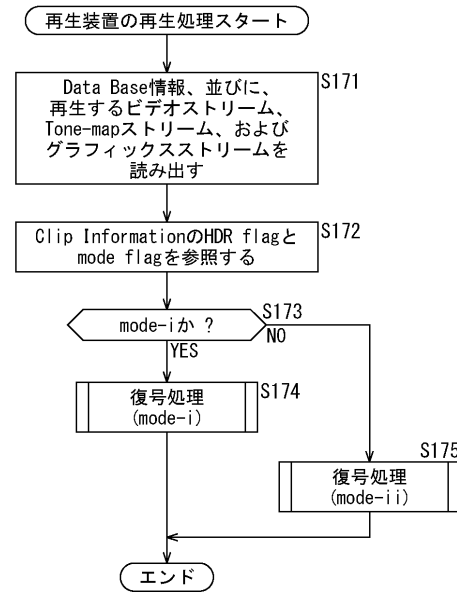 再生装置の再生処理スタート
S171
Data Base情報、並びに、
再生するビデオストリーム、
Tone-mapストリーム、および
グラフィックスストリームを
読み出す
S172
Clip InformationのHDR flagと
mode flagを参照する
S173
mode-iか ?
NO
YES
S174
復号処理
(mode-i)
S175
復号処理
(mode-ii)
エンド